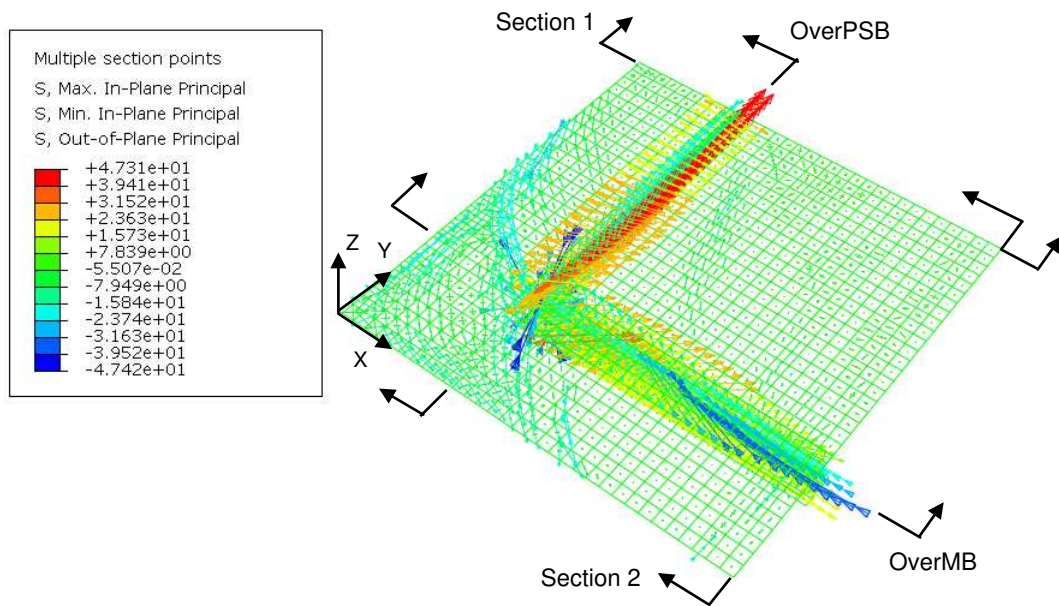 Multiple section points
S, Max. In-Plane Principal
S, Min. In-Plane Principal
S, Out-of-Plane Principal
+4.731e+01
+3.941e+01
+3.152e+01
+2.363e+01
+1.573e+01
+7.839e+00
-5.507e-02
-7.949e+00
-1.584e+01
-2.374e+01
-3.163e+01
-3.952e+01
-4.742e+01
Section 1
OverPSB
Z
Y
X
OverMB
Section 2